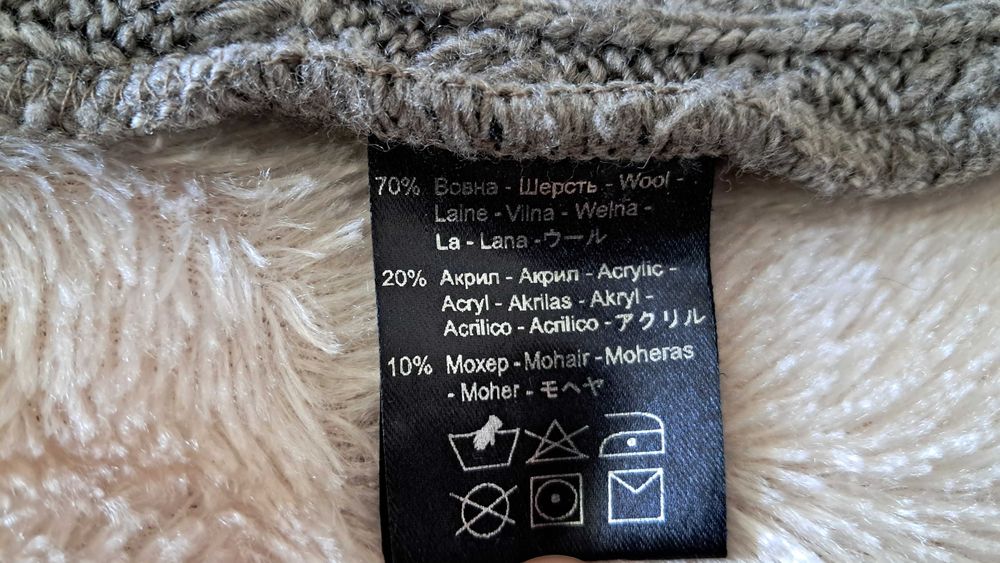 70% Вовна - Шерсть - Wool -
Laine - Vilna - Wełna -
La - Lana -ウール
20% Акрил - Акрил - Acrylic -
Acryl - Akrilas - Akryl -
Acrilico - Acrilico - アクリル
10% Мохер - Mohair - Moheras
- Moher - モヘヤ